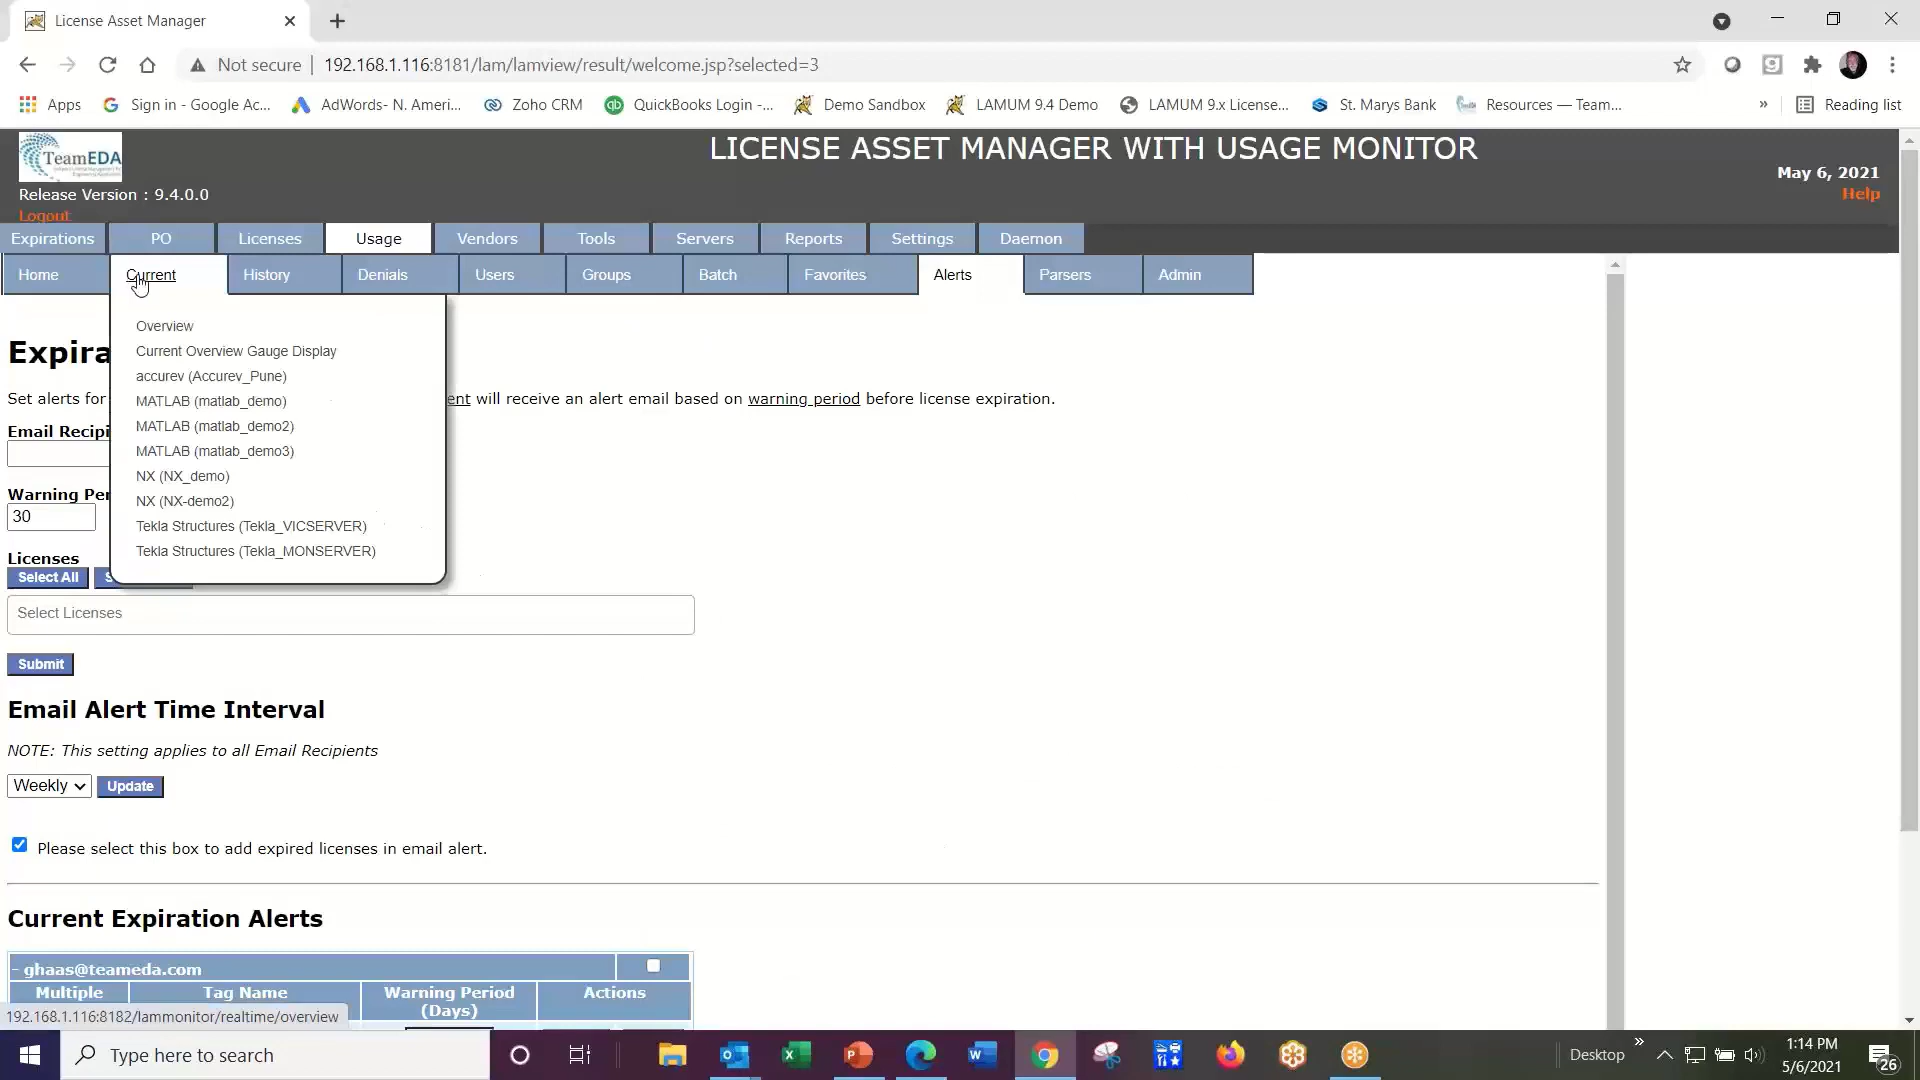 License Asset Manager
Not secure
192.168.1.116:8181/lam/lamview/result/welcome.jsp?selected=3
Apps
Sign in - Google Ac...
AdWords- N. Ameri...
Zoho CRM
QuickBooks Login -...
Demo Sandbox
LAMUM 9.4 Demo
LAMUM 9.x License...
St. Marys Bank
Resources — Team...
»
Reading list
TeamEDA
LICENSE ASSET MANAGER WITH USAGE MONITOR
May 6, 2021
Release Version : 9.4.0.0
Help
Logout
Expirations
PO
Licenses
Usage
Vendors
Tools
Servers
Reports
Settings
Daemon
Home
Current
History
Denials
Users
Groups
Batch
Favorites
Alerts
Parsers
Admin
Overview
Current Overview Gauge Display
accurev (Accurev_Pune)
MATLAB (matlab_demo)
MATLAB (matlab_demo2)
MATLAB (matlab_demo3)
NX (NX_demo)
NX (NX-demo2)
Tekla Structures (Tekla_VICSERVER)
Tekla Structures (Tekla_MONSERVER)
Expira
Set alerts for
ent will receive an alert email based on warning period before license expiration.
Email Recipi
Warning Per
30
Licenses
Select All
S
Select Licenses
Submit
Email Alert Time Interval
NOTE: This setting applies to all Email Recipients
Weekly
Update
Please select this box to add expired licenses in email alert.
Current Expiration Alerts
- ghaas@teameda.com
Multiple
Tag Name
Warning Period
(Days)
Actions
192.168.1.116:8182/lammonitor/realtime/overview
Type here to search
Desktop
»
1:14 PM
5/6/2021
26